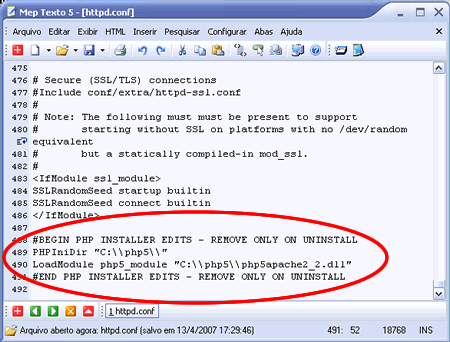 Mep Texto 5 - [httpd.conf]
Arquivo Editar Exibir HTML Inserir Pesquisar Configurar Abas Ajuda
475
476 # Secure (SSL/TLS) connections
477 #Include conf/extra/httpd-ssl.conf
478 #
479 # Note: The following must must be present to support
480 #       starting without SSL on platforms with no /dev/random
equivalent
481 #       but a statically compiled-in mod_ssl.
482 #
483 <IfModule ssl_module>
484 SSLRandomSeed startup builtin
485 SSLRandomSeed connect builtin
486 </IfModule>
487
488 #BEGIN PHP INSTALLER EDITS - REMOVE ONLY ON UNINSTALL
489 PHPIniDir "C:\\php5\\"
490 LoadModule php5_module "C:\\php5\\php5apache2_2.dll"
491 #END PHP INSTALLER EDITS - REMOVE ONLY ON UNINSTALL
492
1 httpd.conf
Arquivo aberto agora: httpd.conf (salvo em 13/4/2007 17:29:46) 491: 52 18768 INS